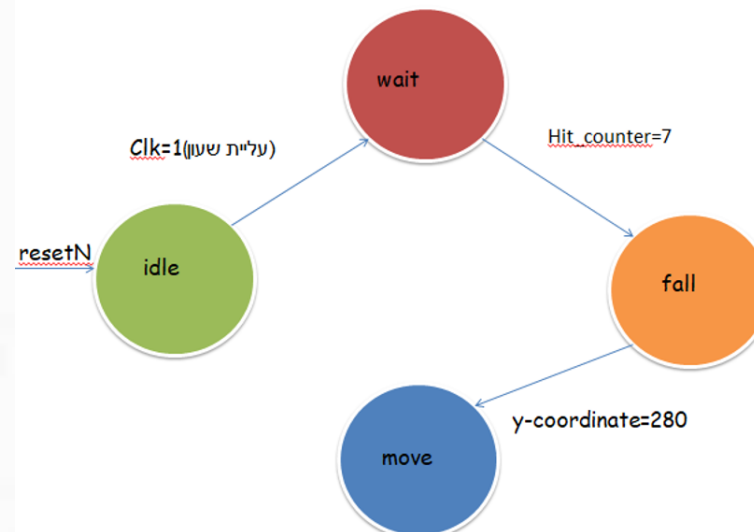 wait
Clk=1(עליית שעון)
Hit_counter=7
resetN
idle
fall
y-coordinate=280
move